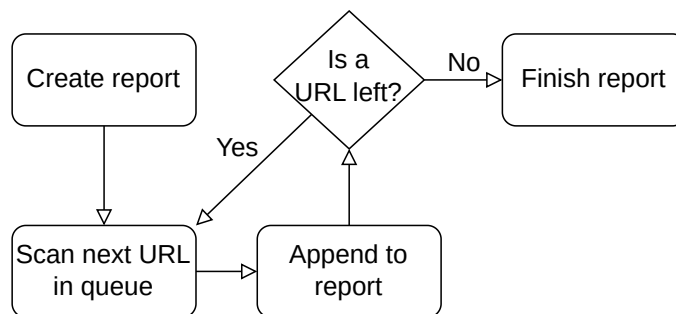 Create report
Is a
URL left?
No
Finish report
Yes
Scan next URL
in queue
Append to
report